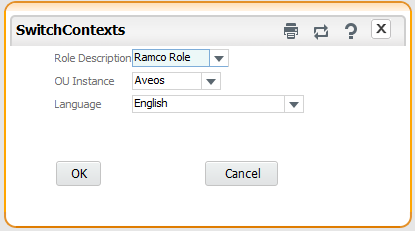 SwitchContexts
Role Description Ramco Role
OU Instance Aveos
Language English
OK Cancel